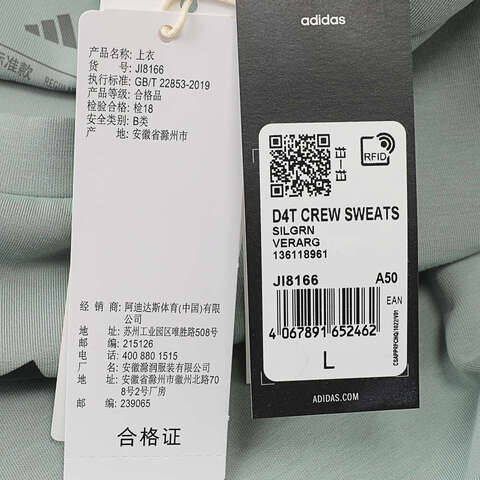 标准款
REGU
产品名称: 上衣
货 号: JI8166
执行标准: GB/T 22853-2019
产品等级: 合格品
检验合格: 检18
安全类别: B类
产 地: 安徽省滁州市
经 销 商: 阿迪达斯体育(中国)有限
公司
地址: 苏州工业园区唯胜路508号
邮 编: 215126
电话: 400 880 1515
厂 名: 安徽滁润服装有限公司
地址: 安徽省滁州市徽州北路70
8号2号厂房
邮 编: 239065
合格证
adidas
RFID
D4T CREW SWEATS
SILGRN
VERARG
136118961
JI8166 A50
EAN
4 067891 652462
L
ADIDAS.COM